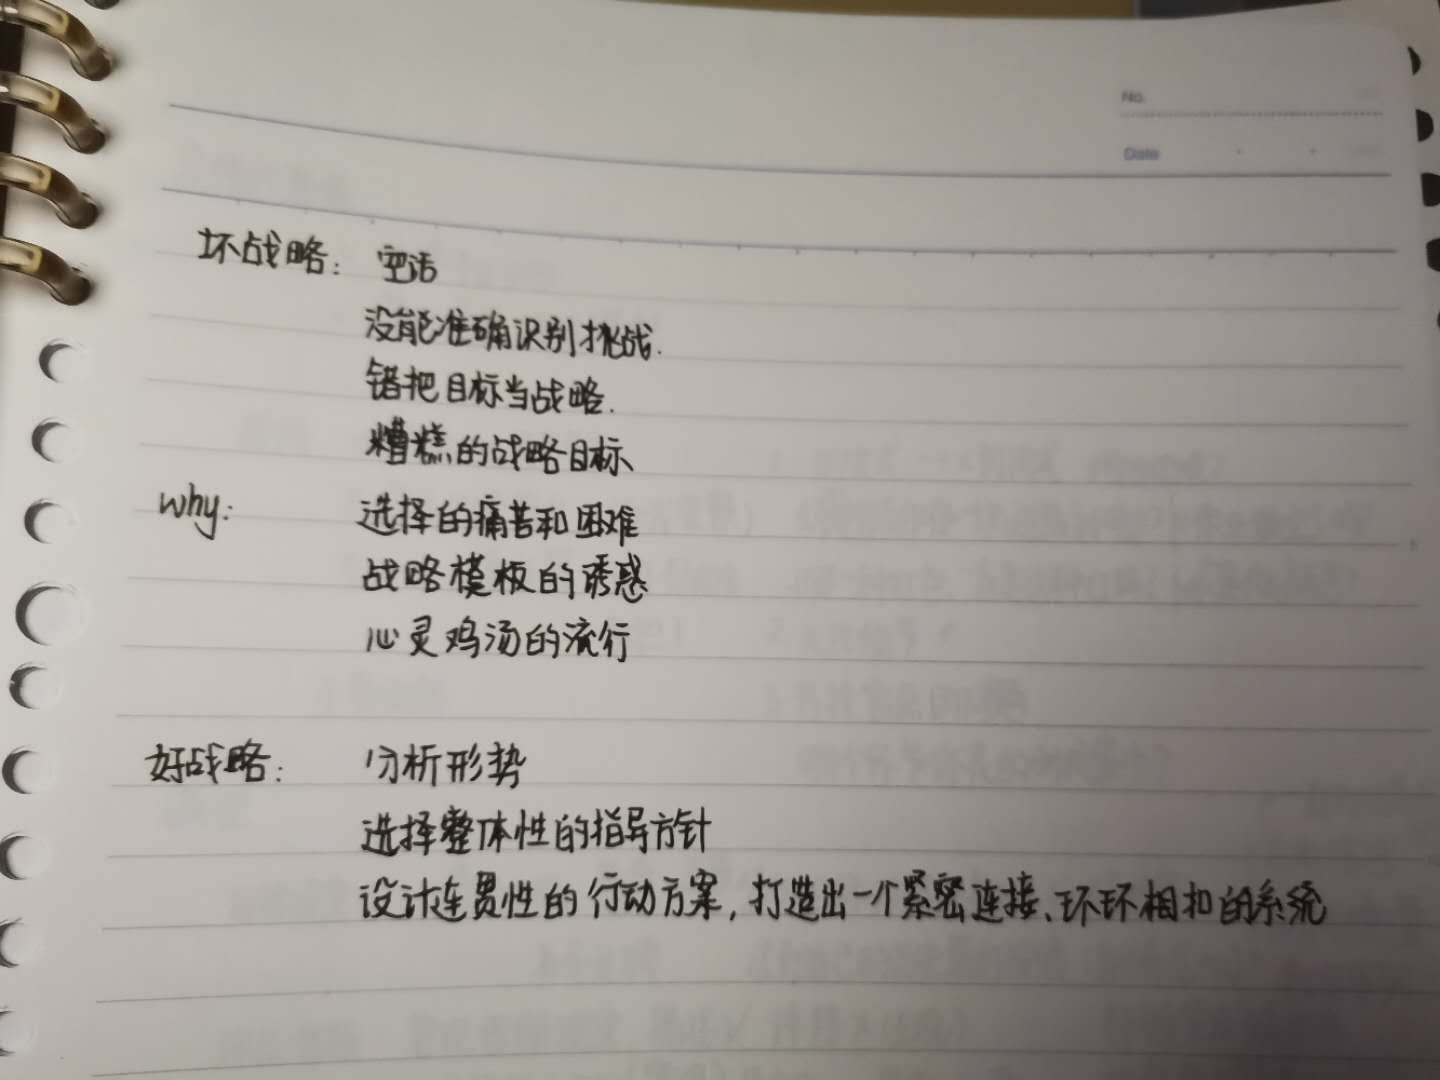 No.
Date
坏战略：空话
没能准确识别挑战.
错把目标当战略.
糟糕的战略目标
why: 选择的痛苦和困难
战略模板的诱惑
心灵鸡汤的流行
好战略：分析形势
选择整体性的指导方针
设计连贯性的行动方案，打造出一个紧密连接、环环相扣的系统